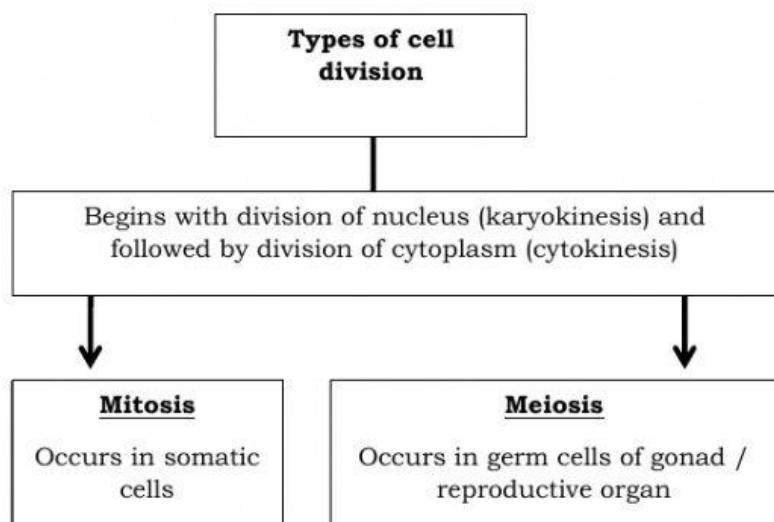 Types of cell
division
Begins with division of nucleus (karyokinesis) and
followed by division of cytoplasm (cytokinesis)
Mitosis
Occurs in somatic
cells
Meiosis
Occurs in germ cells of gonad /
reproductive organ